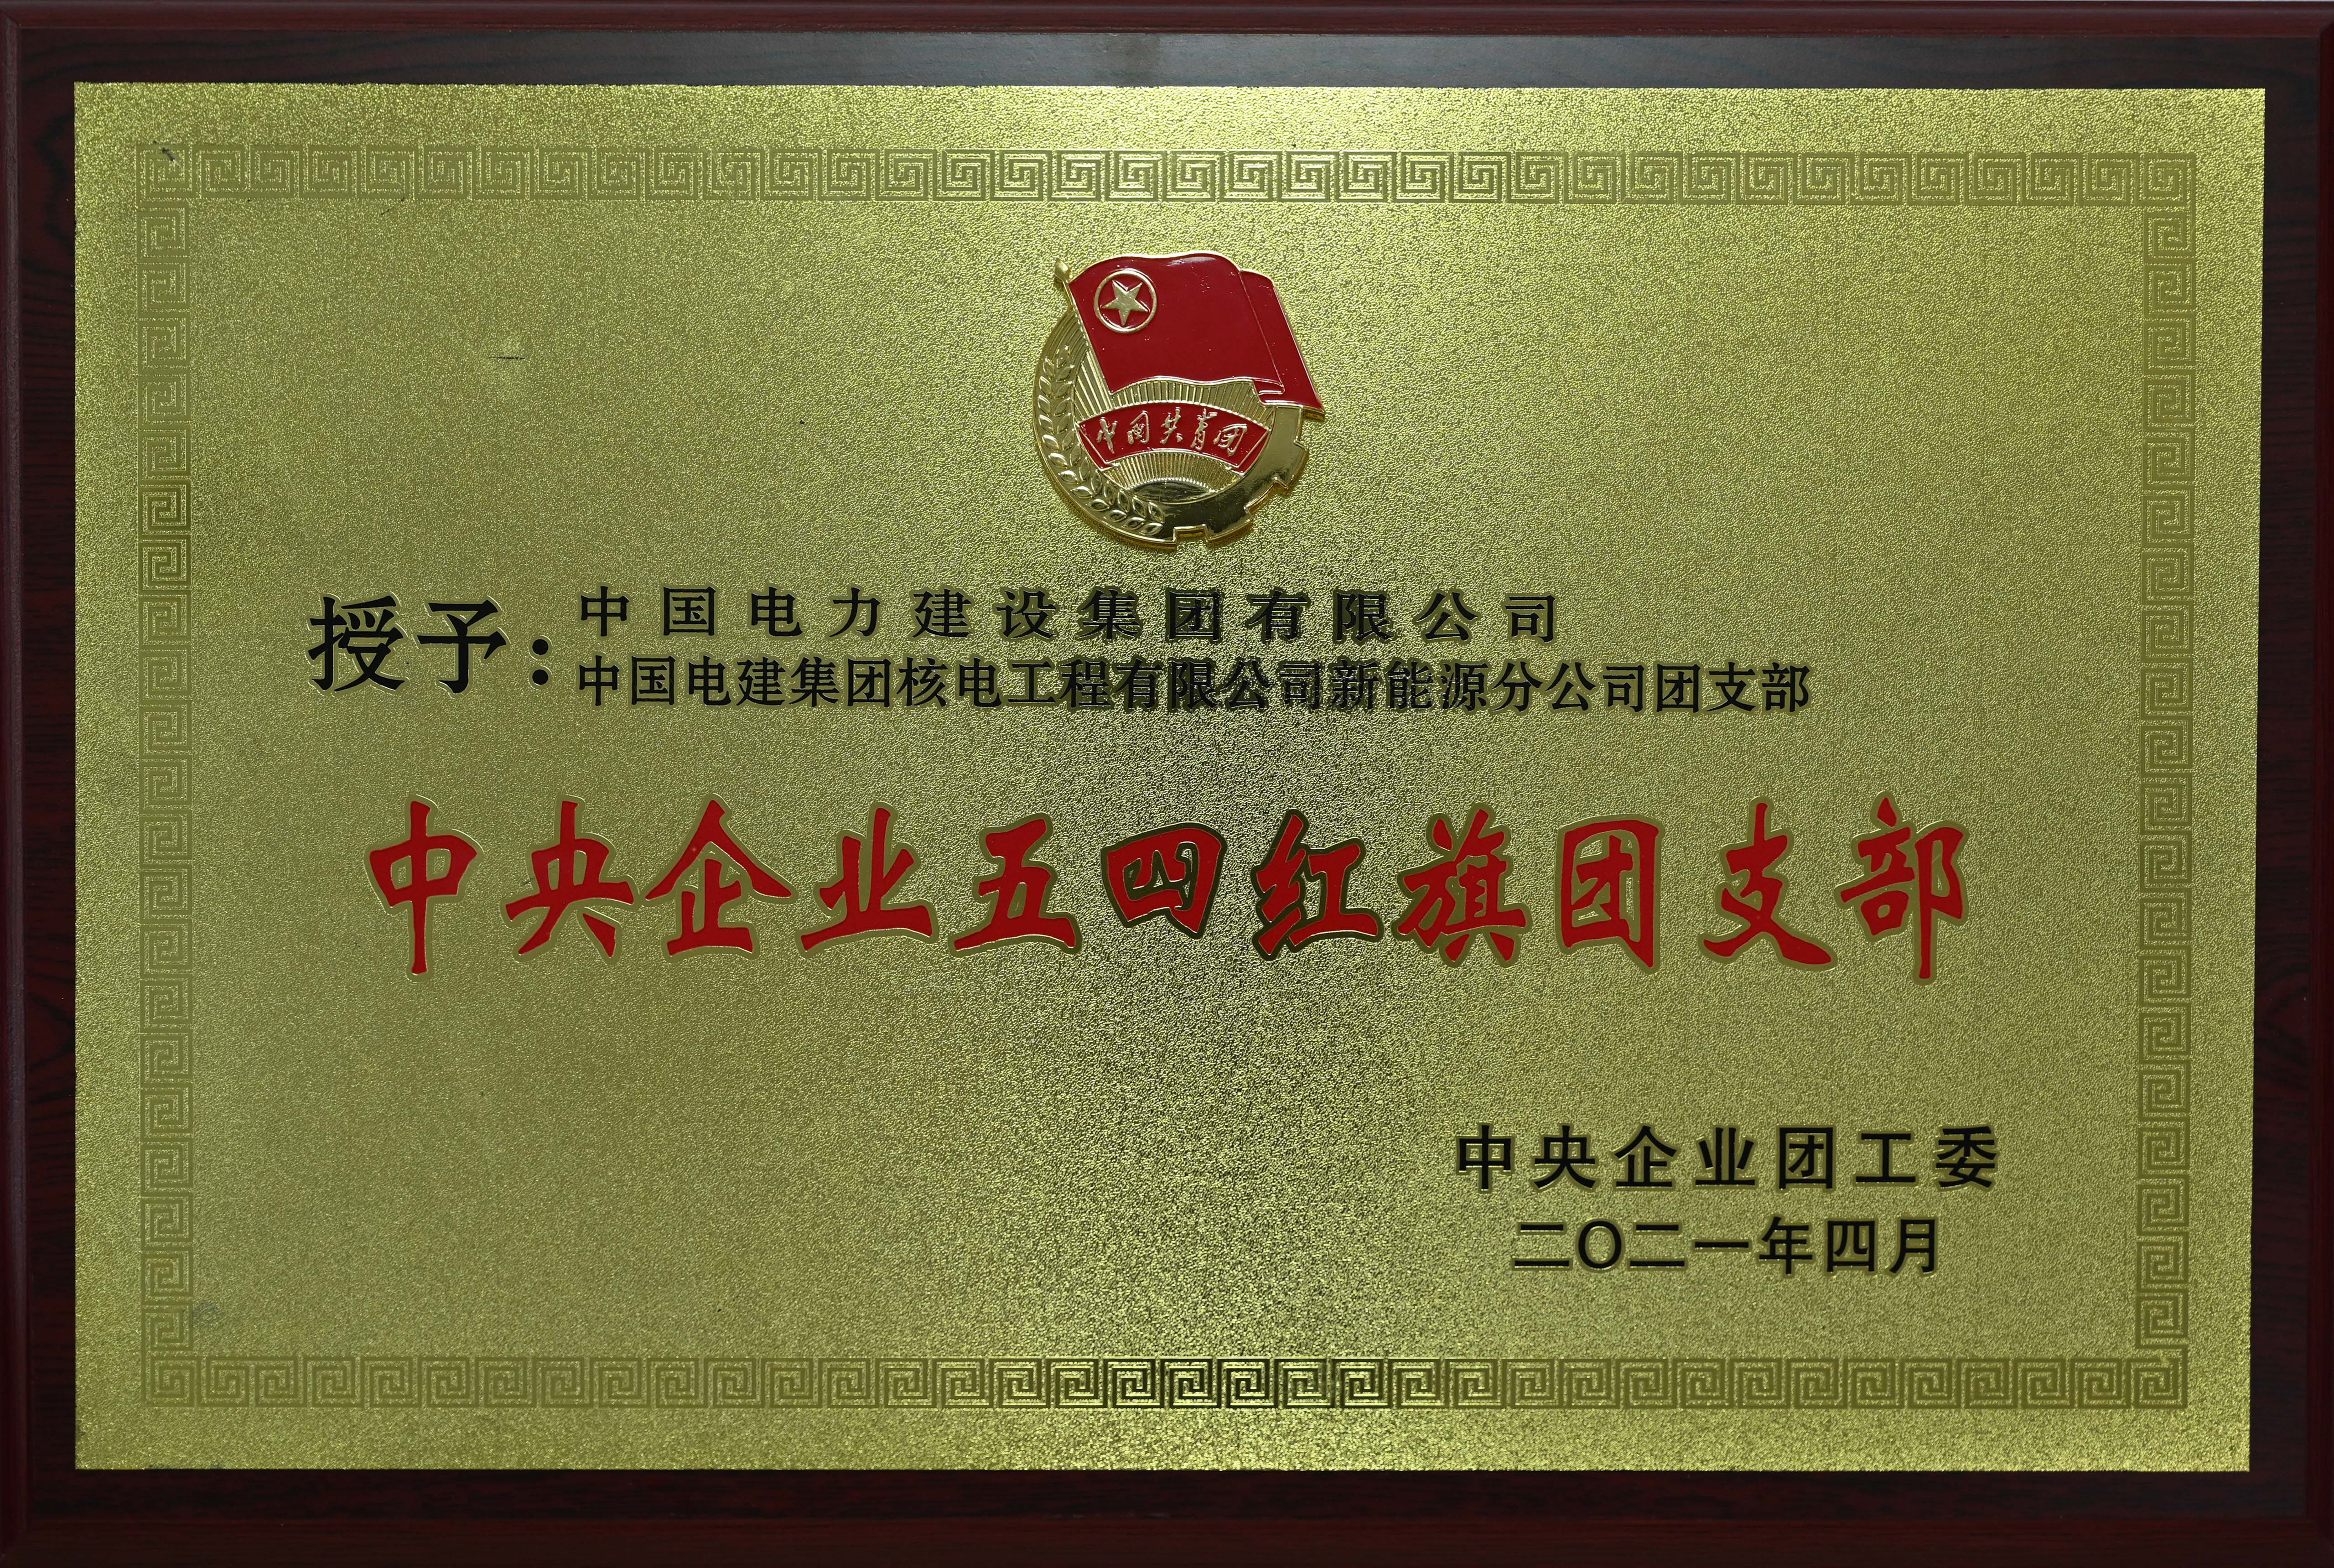 中国共青团
授予：中国电力建设集团有限公司
中国电建集团核电工程有限公司新能源分公司团支部
中央企业五四红旗团支部
中央企业团工委
二〇二一年四月